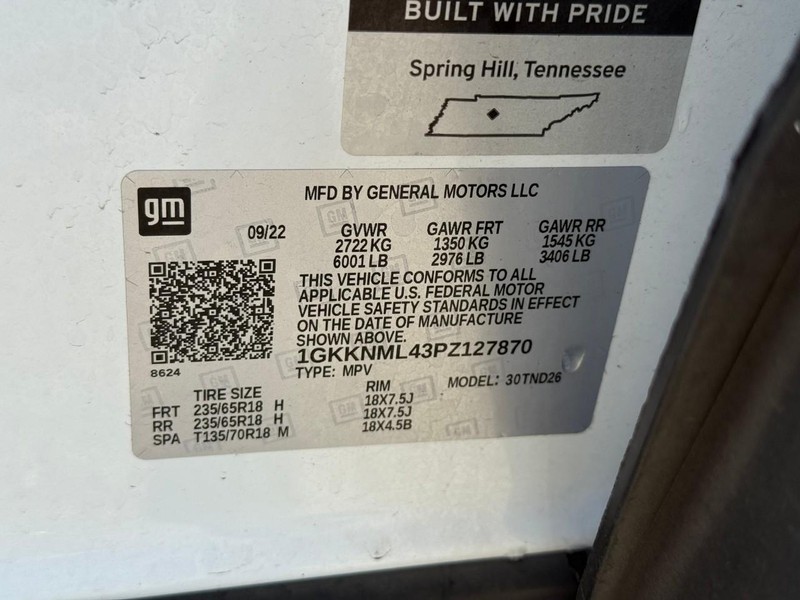 BUILT WITH PRIDE
Spring Hill, Tennessee
gm
MFD BY GENERAL MOTORS LLC
09/22 GVWR GAWR FRT GAWR RR
2722 KG 1350 KG 1545 KG
6001 LB 2976 LB 3406 LB
THIS VEHICLE CONFORMS TO ALL
APPLICABLE U.S. FEDERAL MOTOR
VEHICLE SAFETY STANDARDS IN EFFECT
ON THE DATE OF MANUFACTURE
SHOWN ABOVE.
1GKKNML43PZ127870
8624
TYPE: MPV MODEL: 30TND26
TIRE SIZE RIM
FRT 235/65R18 H 18X7.5J
RR 235/65R18 H 18X7.5J
SPA T135/70R18 M 18X4.5B